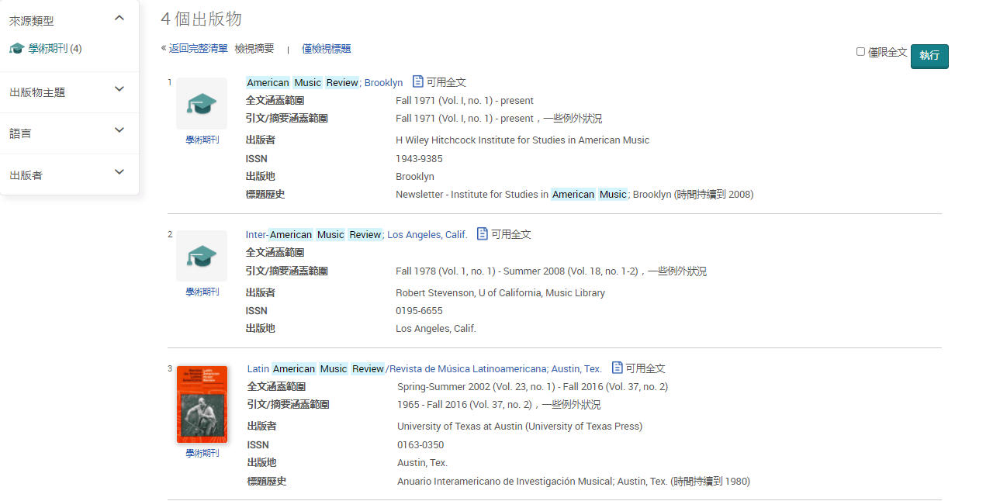 來源類型
學術期刊 (4)
出版物主題
語言
出版者
4 個出版物
« 返回完整清單 檢視摘要 | 僅檢視標題
僅限全文 執行
1 American Music Review; Brooklyn 可用全文
全文涵蓋範圍 Fall 1971 (Vol. I, no. 1) - present
引文/摘要涵蓋範圍 Fall 1971 (Vol. I, no. 1) - present，一些例外狀況
學術期刊 出版者 H Wiley Hitchcock Institute for Studies in American Music
ISSN 1943-9385
出版地 Brooklyn
標題歷史 Newsletter - Institute for Studies in American Music; Brooklyn (時間持續到 2008)
2 Inter-American Music Review; Los Angeles, Calif. 可用全文
全文涵蓋範圍
引文/摘要涵蓋範圍 Fall 1978 (Vol. 1, no. 1) - Summer 2008 (Vol. 18, no. 1-2)，一些例外狀況
學術期刊 出版者 Robert Stevenson, U of California, Music Library
ISSN 0195-6655
出版地 Los Angeles, Calif.
3 Latin American Music Review/Revista de Música Latinoamericana; Austin, Tex. 可用全文
全文涵蓋範圍 Spring-Summer 2002 (Vol. 23, no. 1) - Fall 2016 (Vol. 37, no. 2)
引文/摘要涵蓋範圍 1965 - Fall 2016 (Vol. 37, no. 2)，一些例外狀況
出版者 University of Texas at Austin (University of Texas Press)
ISSN 0163-0350
學術期刊
出版地 Austin, Tex.
標題歷史 Anuario Interamericano de Investigación Musical; Austin, Tex. (時間持續到 1980)